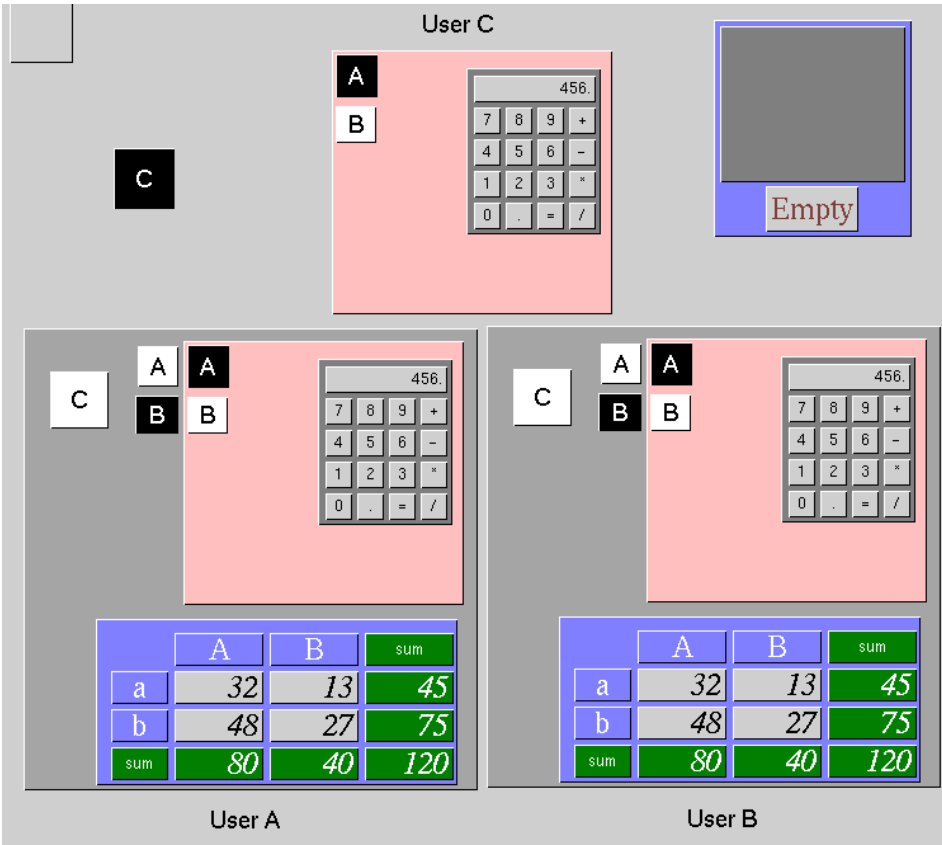 User C
A
456.
B
7 8 9 +
4 5 6 -
C
1 2 3 *
0 . = /
Empty
C
A A
456.
B B
7 8 9 +
4 5 6 -
1 2 3 *
0 . = /
A B sum
a 32 13 45
b 48 27 75
sum 80 40 120
User A
C
A A
456.
B B
7 8 9 +
4 5 6 -
1 2 3 *
0 . = /
A B sum
a 32 13 45
b 48 27 75
sum 80 40 120
User B